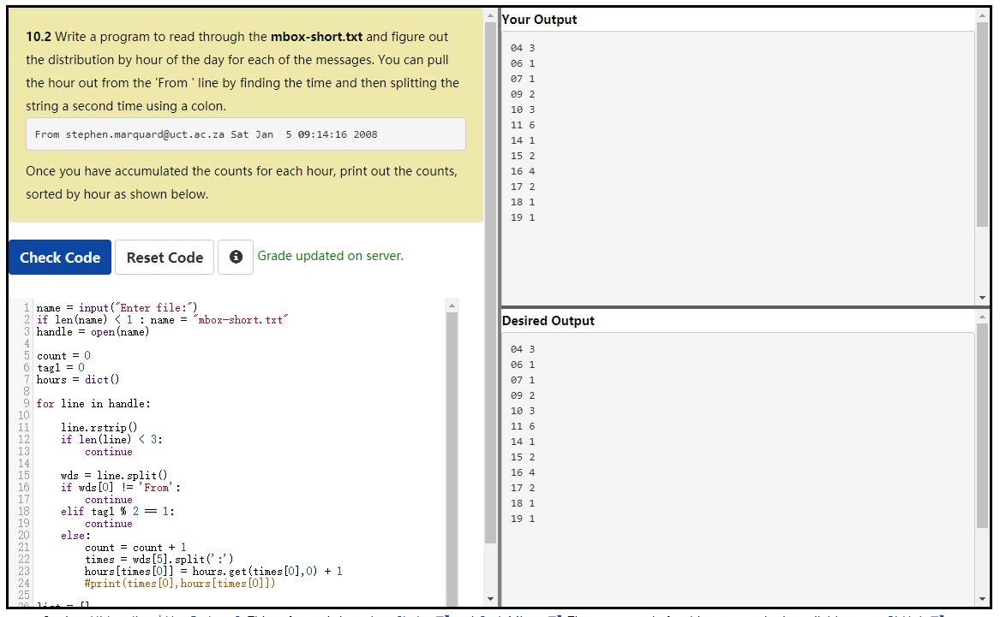 10.2 Write a program to read through the mbox-short.txt and figure out
the distribution by hour of the day for each of the messages. You can pull
the hour out from the 'From ' line by finding the time and then splitting the
string a second time using a colon.
From stephen.marquard@uct.ac.za Sat Jan  5 09:14:16 2008
Once you have accumulated the counts for each hour, print out the counts,
sorted by hour as shown below.
Check Code
Reset Code
Grade updated on server.
1 name = input("Enter file:")
2 if len(name) < 1 : name = "mbox-short.txt"
3 handle = open(name)
4
5 count = 0
6 tag1 = 0
7 hours = dict()
8
9 for line in handle:
10
11     line.rstrip()
12     if len(line) < 3:
13         continue
14
15     wds = line.split()
16     if wds[0] != 'From':
17         continue
18     elif tag1 % 2 == 1:
19         continue
20     else:
21         count = count + 1
22         times = wds[5].split(':')
23         hours[times[0]] = hours.get(times[0],0) + 1
24         #print(times[0],hours[times[0]])
25
26 list = []
Your Output
04 3
06 1
07 1
09 2
10 3
11 6
14 1
15 2
16 4
17 2
18 1
19 1
Desired Output
04 3
06 1
07 1
09 2
10 3
11 6
14 1
15 2
16 4
17 2
18 1
19 1